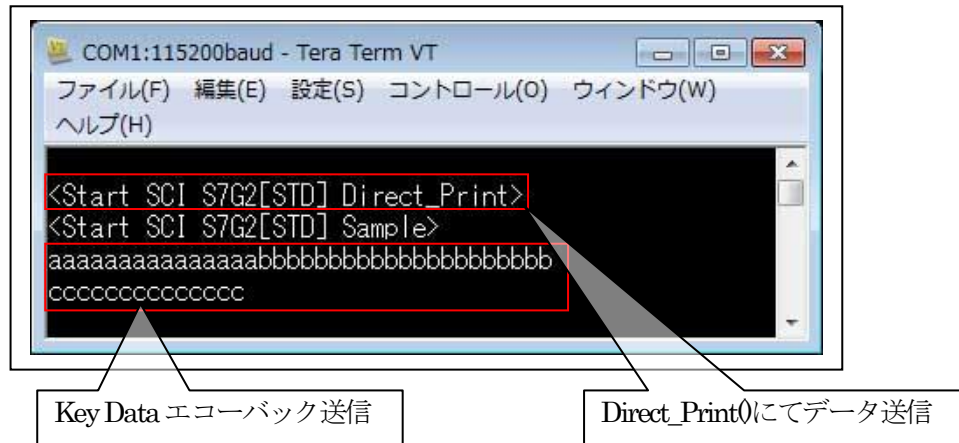 COM1:115200baud - Tera Term VT
ファイル(F) 編集(E) 設定(S) コントロール(O) ウィンドウ(W)
ヘルプ(H)
<Start SCI S7G2[STD] Direct_Print>
<Start SCI S7G2[STD] Sample>
aaaaaaaaaaaaaaabbbbbbbbbbbbbbbbbbbbb
cccccccccccccc
Key Data エコーバック送信
Direct_Print()にてデータ送信